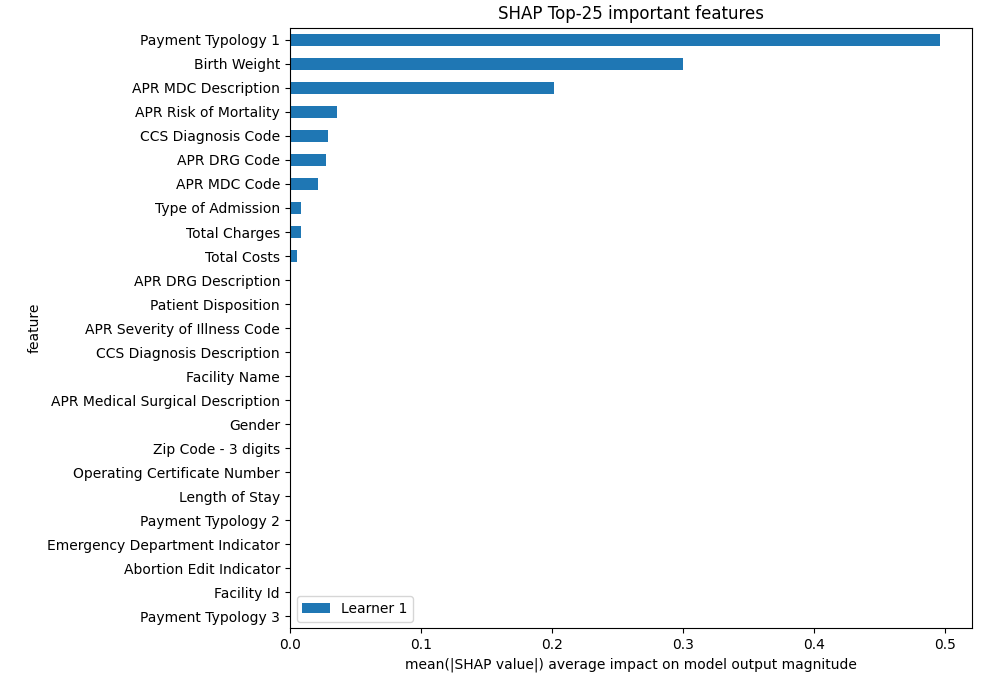 SHAP Top-25 important features
Payment Typology 1
Birth Weight
APR MDC Description
APR Risk of Mortality
CCS Diagnosis Code
APR DRG Code
APR MDC Code
Type of Admission
Total Charges
Total Costs
APR DRG Description
Patient Disposition
APR Severity of Illness Code
CCS Diagnosis Description
Facility Name
APR Medical Surgical Description
Gender
Zip Code - 3 digits
Operating Certificate Number
Length of Stay
Payment Typology 2
Emergency Department Indicator
Abortion Edit Indicator
Facility Id
Payment Typology 3
feature
Learner 1
0.0 0.1 0.2 0.3 0.4 0.5
mean(|SHAP value|) average impact on model output magnitude